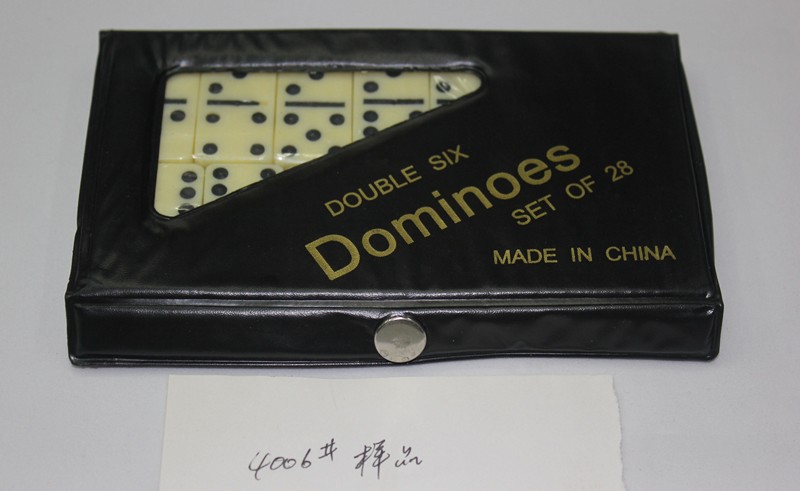 DOUBLE SIX
Dominoes
SET OF 28
MADE IN CHINA
4006# 样品